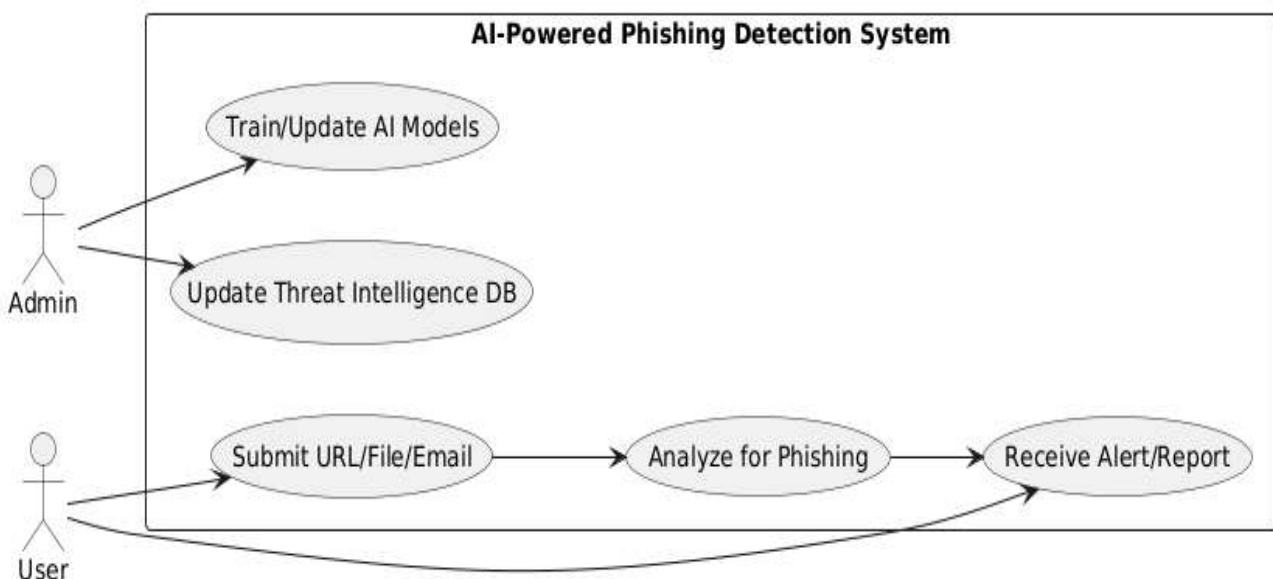 AI-Powered Phishing Detection System
Train/Update AI Models
Admin
Update Threat Intelligence DB
Submit URL/File/Email
Analyze for Phishing
Receive Alert/Report
User